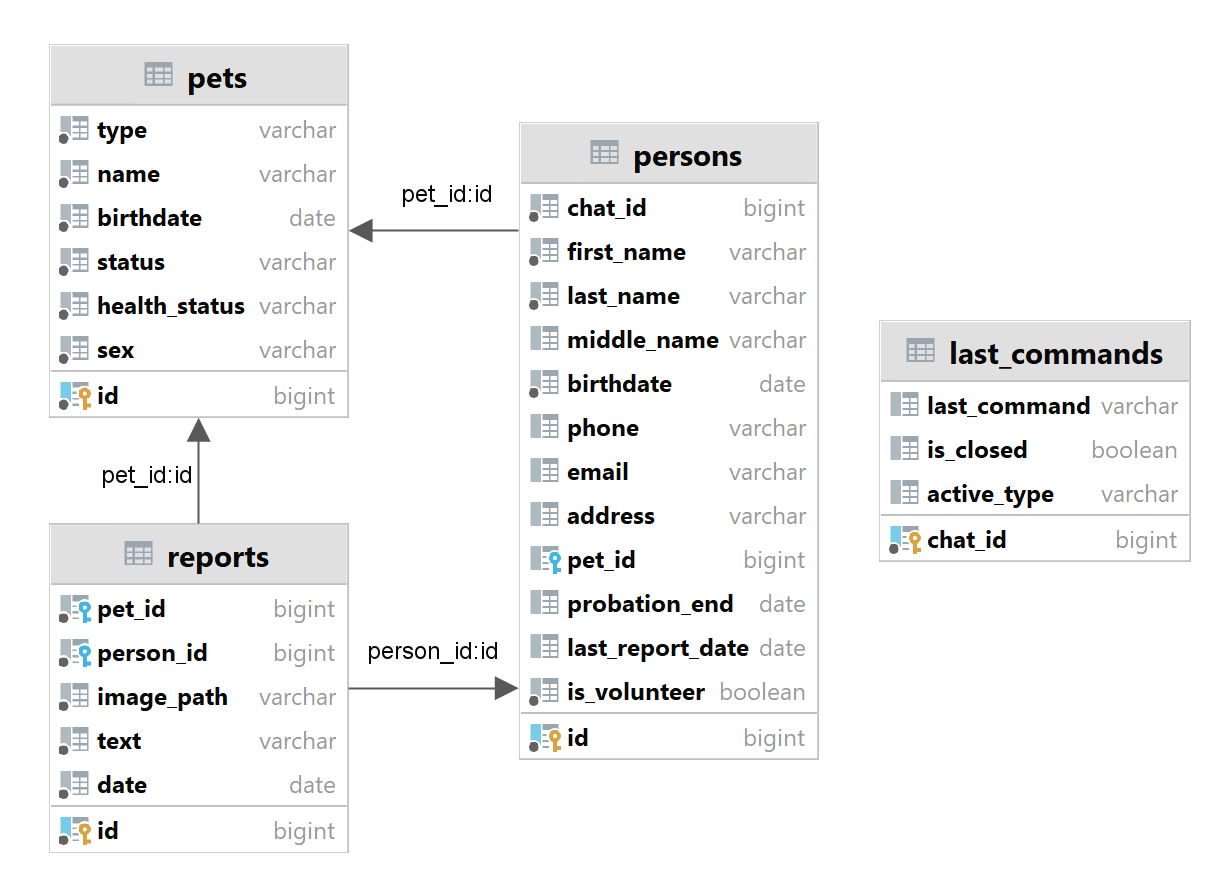 pets
type varchar
name varchar
birthdate date
status varchar
health_status varchar
sex varchar
id bigint
pet_id:id
persons
chat_id bigint
first_name varchar
last_name varchar
middle_name varchar
birthdate date
phone varchar
email varchar
address varchar
pet_id bigint
probation_end date
last_report_date date
is_volunteer boolean
id bigint
last_commands
last_command varchar
is_closed boolean
active_type varchar
chat_id bigint
pet_id:id
reports
pet_id bigint
person_id bigint
image_path varchar
text varchar
date date
id bigint
person_id:id